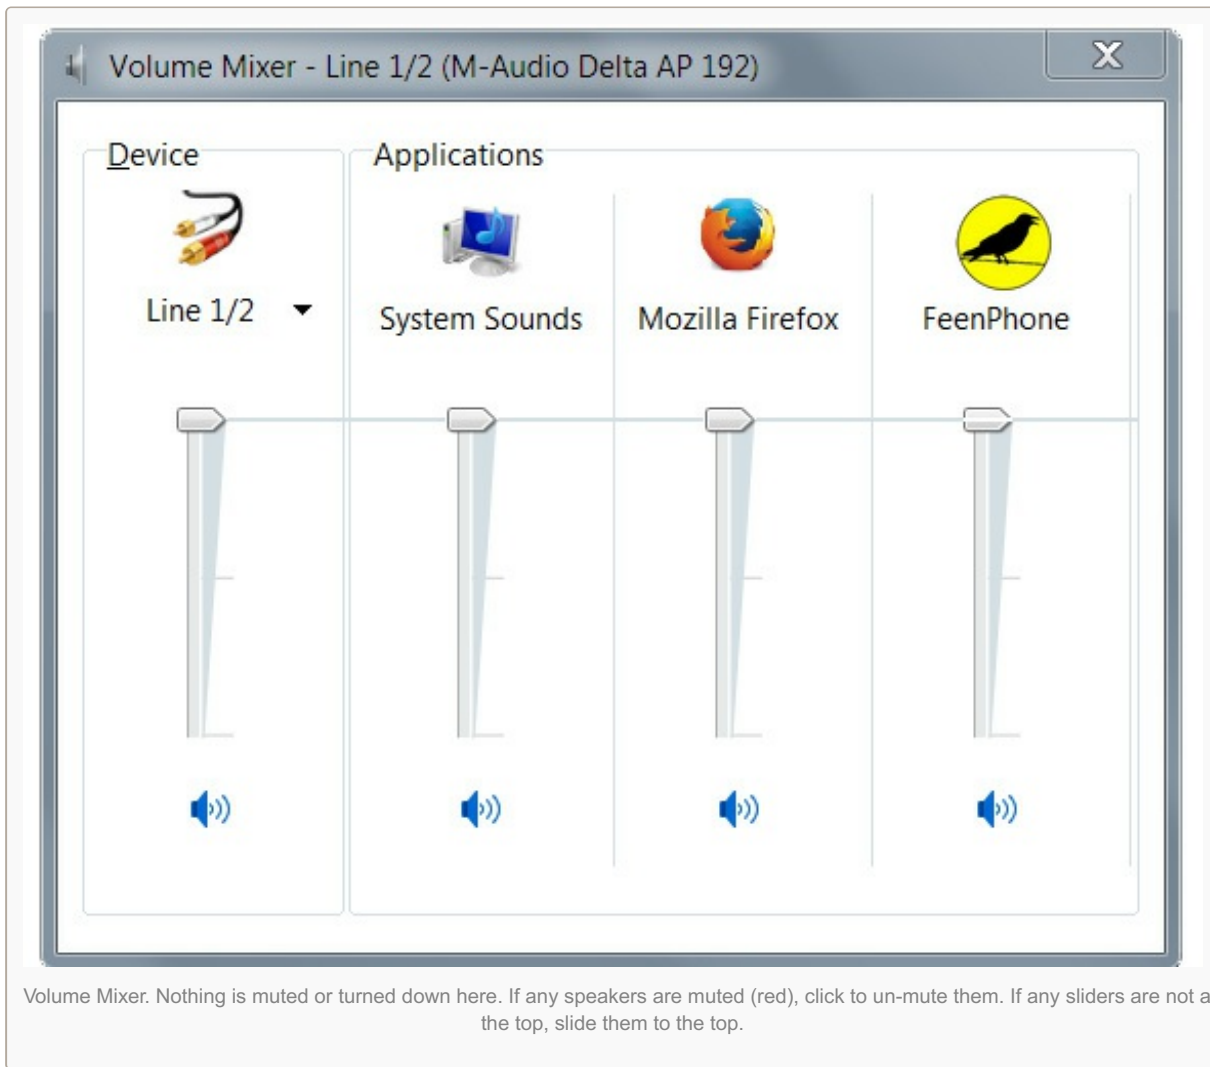 Volume Mixer - Line 1/2 (M-Audio Delta AP 192)
Device
Applications
Line 1/2
System Sounds
Mozilla Firefox
FeenPhone
Volume Mixer. Nothing is muted or turned down here. If any speakers are muted (red), click to un-mute them. If any sliders are not a
the top, slide them to the top.